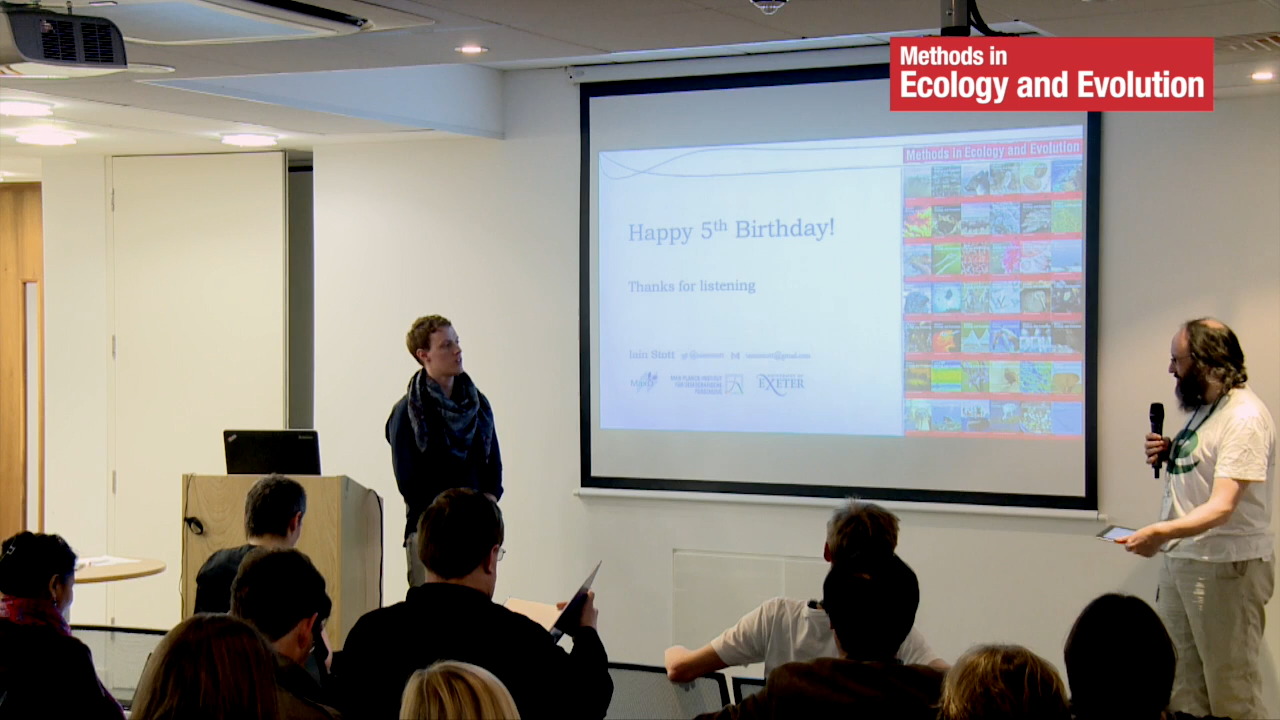 Methods in
Ecology and Evolution
Methods in Ecology and Evolution
Happy 5th Birthday!
Thanks for listening
Iain Stott
EXETER